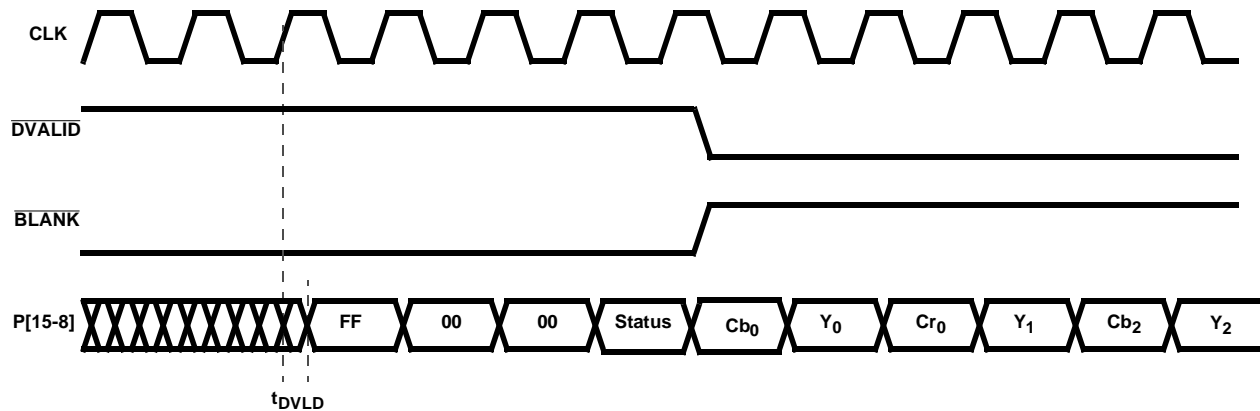 CLK
DVALID
BLANK
P[15-8] FF 00 00 Status Cb0 Y0 Cr0 Y1 Cb2 Y2
tDVLD